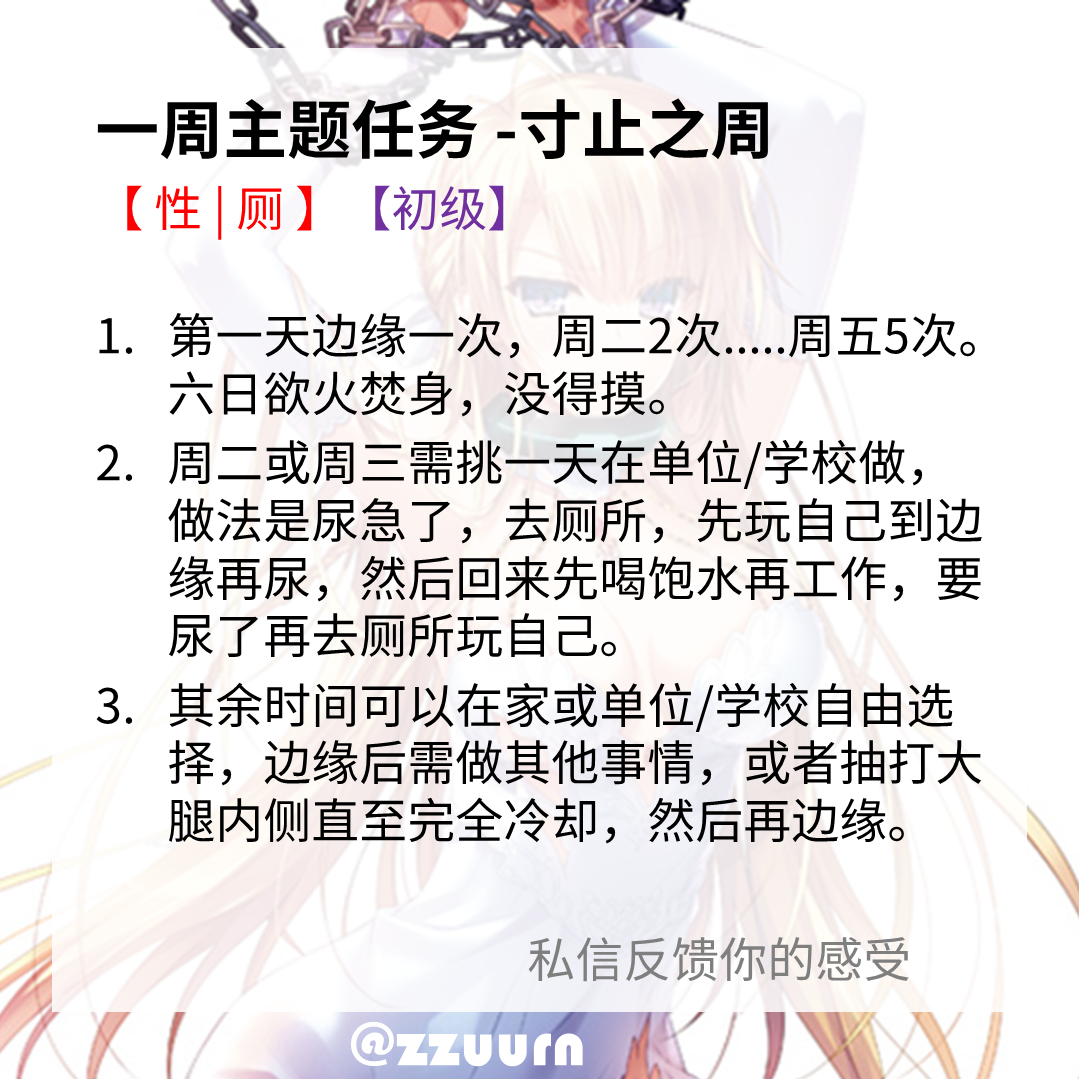 一周主题任务 -寸止之周
【 性 | 厕 】 【初级】
1. 第一天边缘一次，周二2次.....周五5次。
六日欲火焚身，没得摸。
2. 周二或周三需挑一天在单位/学校做，
做法是尿急了，去厕所，先玩自己到边
缘再尿，然后回来先喝饱水再工作，要
尿了再去厕所玩自己。
3. 其余时间可以在家或单位/学校自由选
择，边缘后需做其他事情，或者抽打大
腿内侧直至完全冷却，然后再边缘。
私信反馈你的感受
@zzuurn